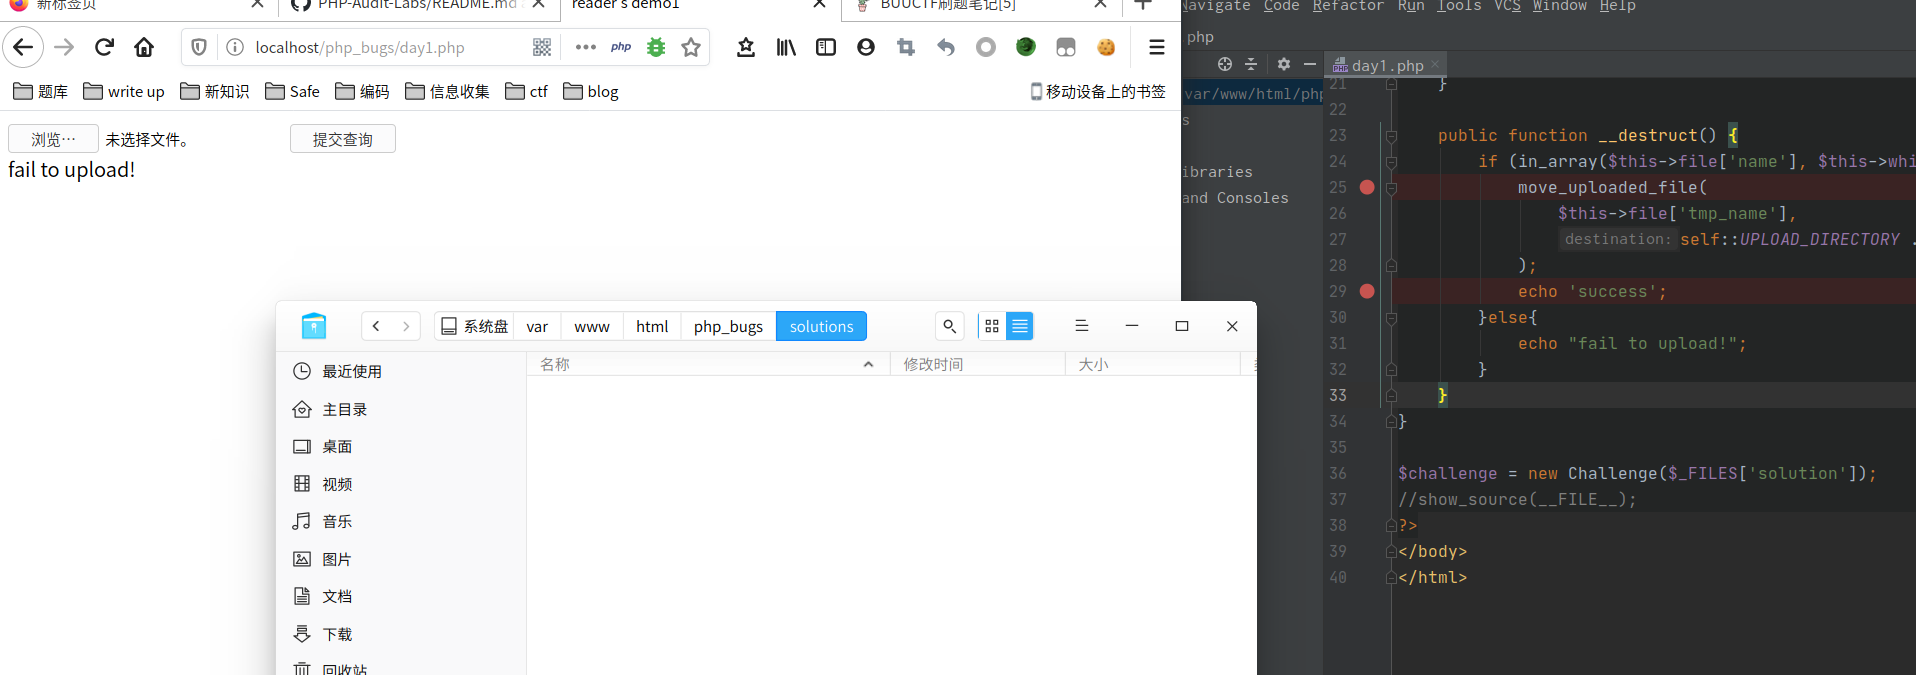 新标签页
PHP-Audit-Labs/README.md
reader's demo1
BUUCTF刷题笔记[5]
localhost/php_bugs/day1.php
php
题库
write up
新知识
Safe
编码
信息收集
ctf
blog
移动设备上的书签
浏览…
未选择文件。
提交查询
fail to upload!
系统盘
var
www
html
php_bugs
solutions
最近使用
主目录
桌面
视频
音乐
图片
文档
下载
回收站
名称
修改时间
大小
Navigate Code Refactor Run Tools VCS Window Help
php
day1.php
var/www/html/php
s
ibraries
and Consoles
21 }
22
23 public function __destruct() {
24 if (in_array($this->file['name'], $this->whi
25 move_uploaded_file(
26 $this->file['tmp_name'],
27 destination: self::UPLOAD_DIRECTORY .
28 );
29 echo 'success';
30 }else{
31 echo "fail to upload!";
32 }
33 }
34 }
35
36 $challenge = new Challenge($_FILES['solution']);
37 //show_source(__FILE__);
38 ?>
39 </body>
40 </html>